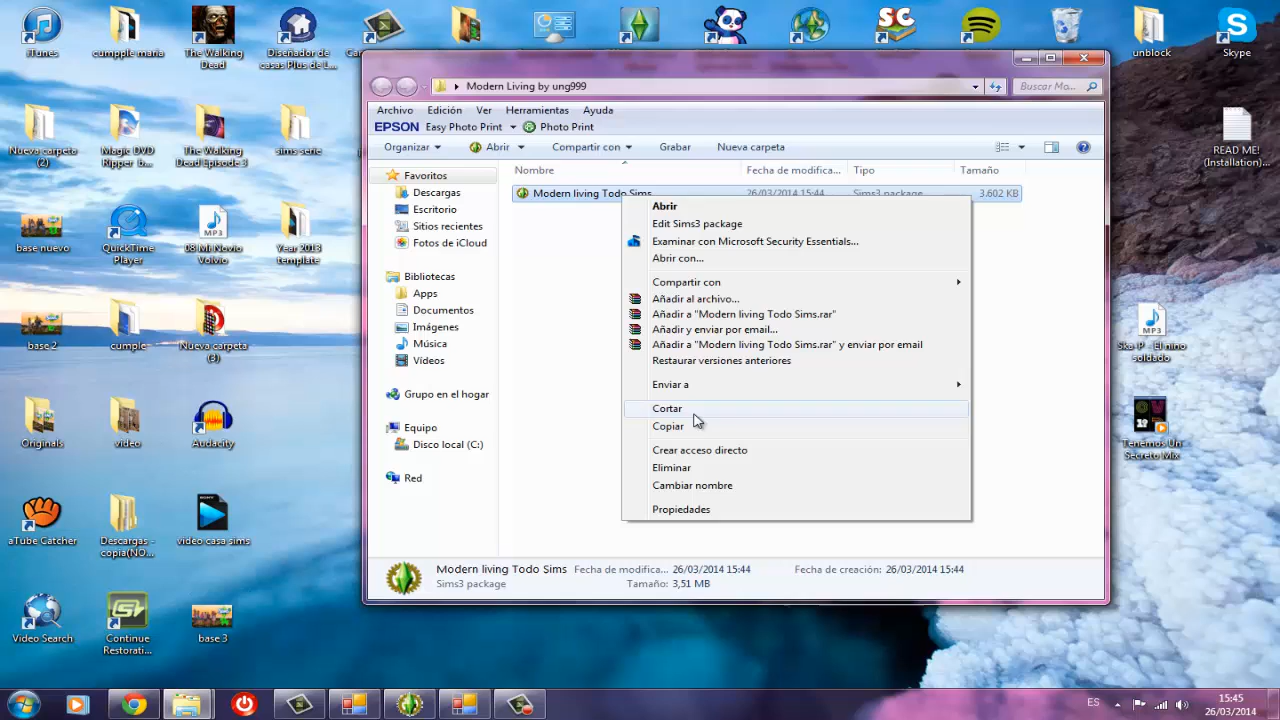 iTunes
cumpple maria
The Walking
Dead
Diseñador de
casas Plus de L...
unblock
Skype
Modern Living by ung999
Buscar Ma...
Archivo Edición Ver Herramientas Ayuda
EPSON Easy Photo Print Photo Print
Organizar Abrir Compartir con Grabar Nueva carpeta
Nombre Fecha de modifica... Tipo Tamaño
Modern living Todo Sims 26/03/2014 15:44 Sims3 package 3.602 KB
Favoritos
Descargas
Escritorio
Sitios recientes
Fotos de iCloud
Bibliotecas
Apps
Documentos
Imágenes
Música
Vídeos
Grupo en el hogar
Equipo
Disco local (C:)
Red
Abrir
Edit Sims3 package
Examinar con Microsoft Security Essentials...
Abrir con...
Compartir con
Añadir al archivo...
Añadir a "Modern living Todo Sims.rar"
Añadir y enviar por email...
Añadir a "Modern living Todo Sims.rar" y enviar por email
Restaurar versiones anteriores
Enviar a
Cortar
Copiar
Crear acceso directo
Eliminar
Cambiar nombre
Propiedades
Modern living Todo Sims Fecha de modifica... 26/03/2014 15:44 Fecha de creación: 26/03/2014 15:44
Sims3 package Tamaño: 3,51 MB
Nueva carpeta
(2)
Magic DVD
Ripper b...
The Walking
Dead Episode 3
sims serie
READ ME!
(Installation)...
base nuevo
QuickTime
Player
MP3
08 Mi Novio
Volvio
Year 2013
template
base 2
cumple
Nueva carpeta
(3)
MP3
Ska-P - El nino
soldado
Originals
video
Audacity
Tenemos Un
Secreto Mix
aTube Catcher
Descargas -
copia(NO...
SONY
video casa sims
Video Search
Continue
Restorati...
base 3
SC
ES
15:45
26/03/2014